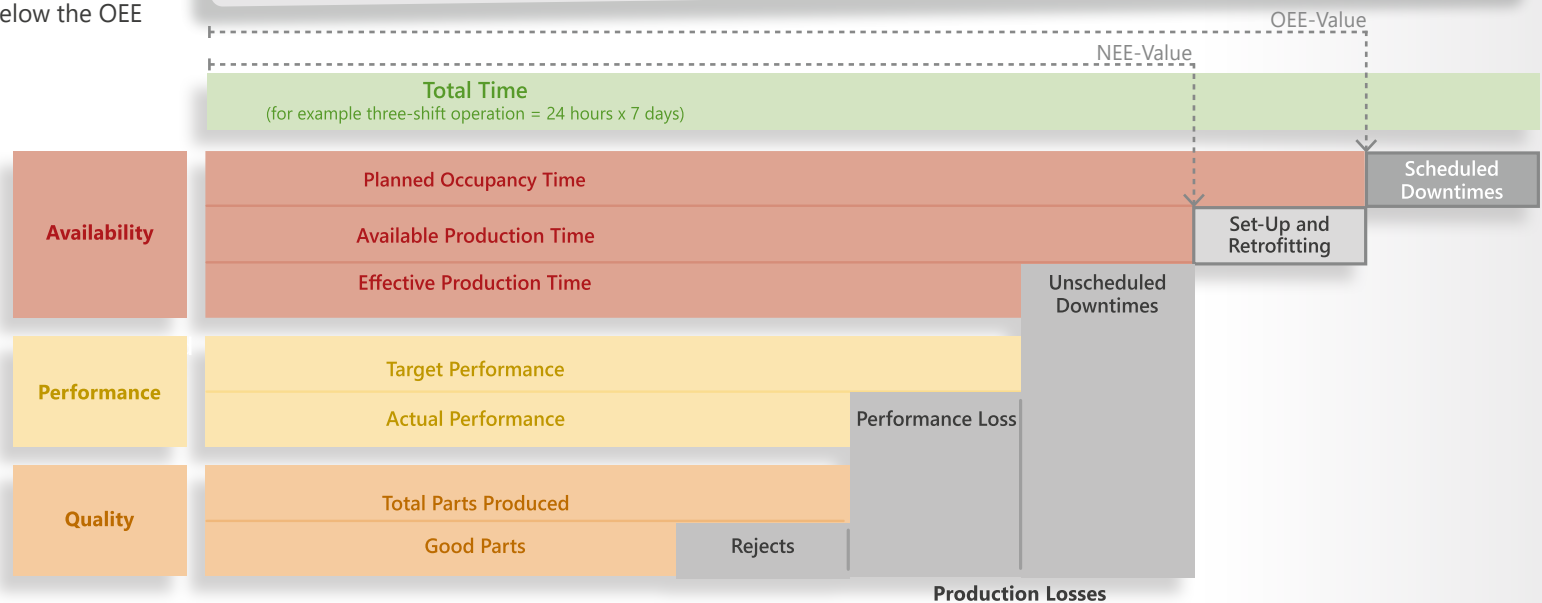 elow the OEE
OEE-Value
NEE-Value
Total Time
(for example three-shift operation = 24 hours x 7 days)
Availability
Planned Occupancy Time
Scheduled
Downtimes
Available Production Time
Set-Up and
Retrofitting
Effective Production Time
Unscheduled
Downtimes
Performance
Target Performance
Actual Performance
Performance Loss
Quality
Total Parts Produced
Good Parts
Rejects
Production Losses